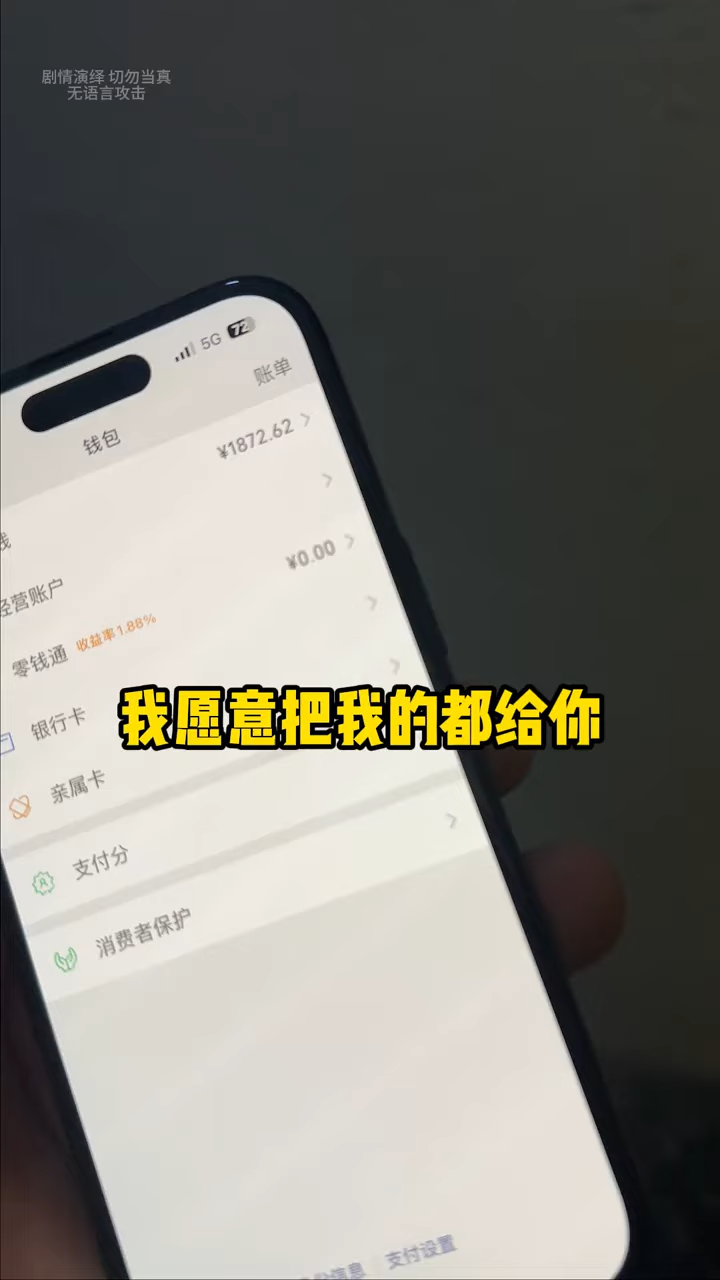 剧情演绎 切勿当真
无语言攻击
5G 72
账单
钱包
¥1872.62
钱
经营账户
¥0.00
零钱通 收益率1.88%
银行卡
我愿意把我的都给你
亲属卡
支付分
消费者保护
信息 支付设置